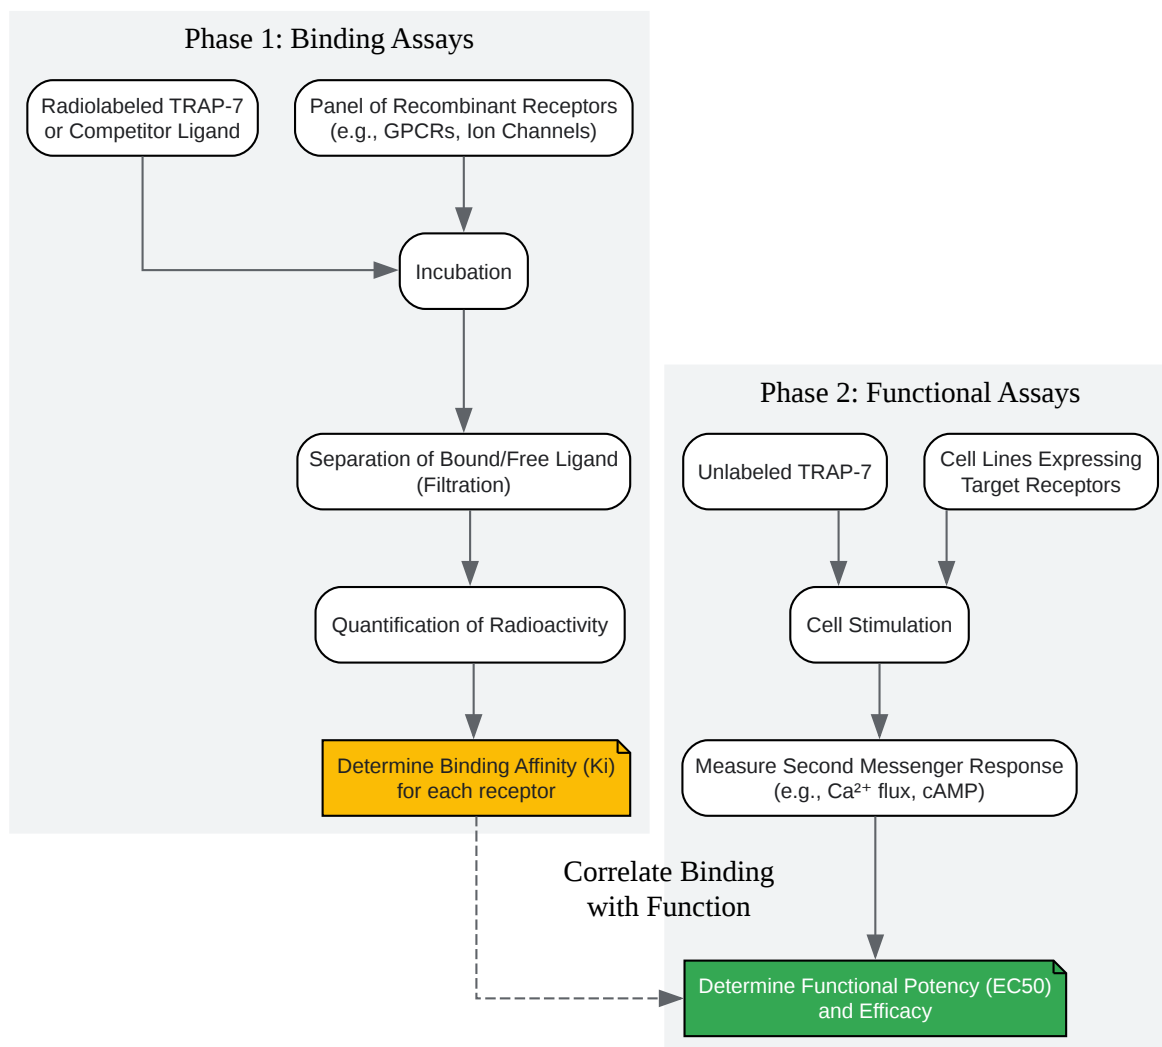 Phase 1: Binding Assays
Radiolabeled TRAP-7
or Competitor Ligand
Panel of Recombinant Receptors
(e.g., GPCRs, Ion Channels)
Incubation
Separation of Bound/Free Ligand
(Filtration)
Quantification of Radioactivity
Determine Binding Affinity (Ki)
for each receptor
Phase 2: Functional Assays
Unlabeled TRAP-7
Cell Lines Expressing
Target Receptors
Cell Stimulation
Measure Second Messenger Response
(e.g., Ca²⁺ flux, cAMP)
Correlate Binding
with Function
Determine Functional Potency (EC50)
and Efficacy